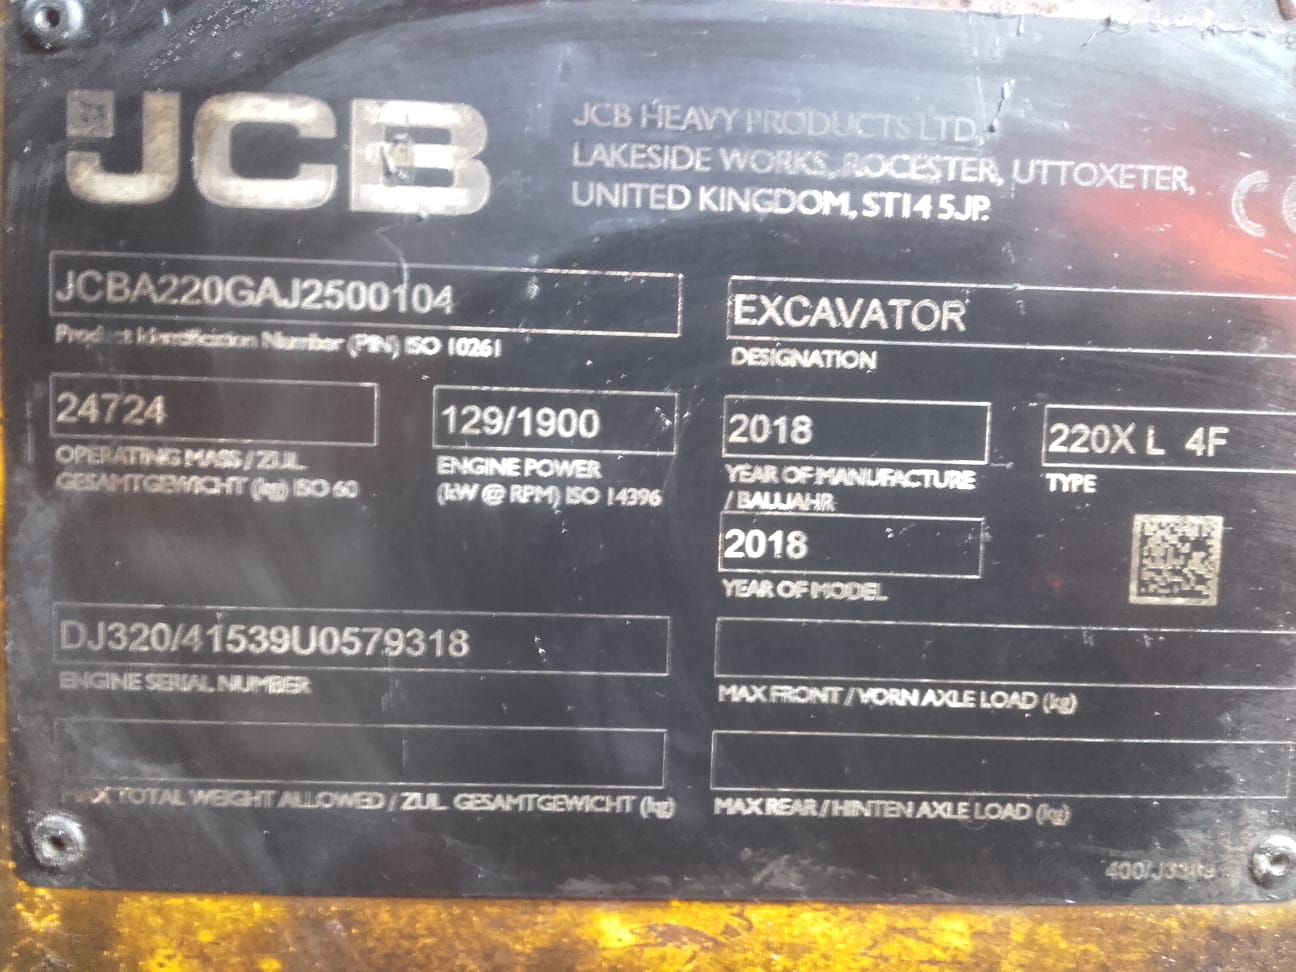 JCB
JCB HEAVY PRODUCTS LTD,
LAKESIDE WORKS, ROCESTER, UTTOXETER,
UNITED KINGDOM, ST14 5JP.
CE
JCBA220GAJ2500104
Product Identification Number (PIN) ISO 10261
EXCAVATOR
DESIGNATION
24724
OPERATING MASS / ZUL
GESAMTGEWICHT (kg) ISO 60
129/1900
ENGINE POWER
(kW @ RPM) ISO 14396
2018
YEAR OF MANUFACTURE
/ BAUJAHR
220X L 4F
TYPE
2018
YEAR OF MODEL
DJ320/41539U0579318
ENGINE SERIAL NUMBER
MAX FRONT / VORN AXLE LOAD (kg)
MAX TOTAL WEIGHT ALLOWED / ZUL GESAMTGEWICHT (kg)
MAX REAR / HINTEN AXLE LOAD (kg)